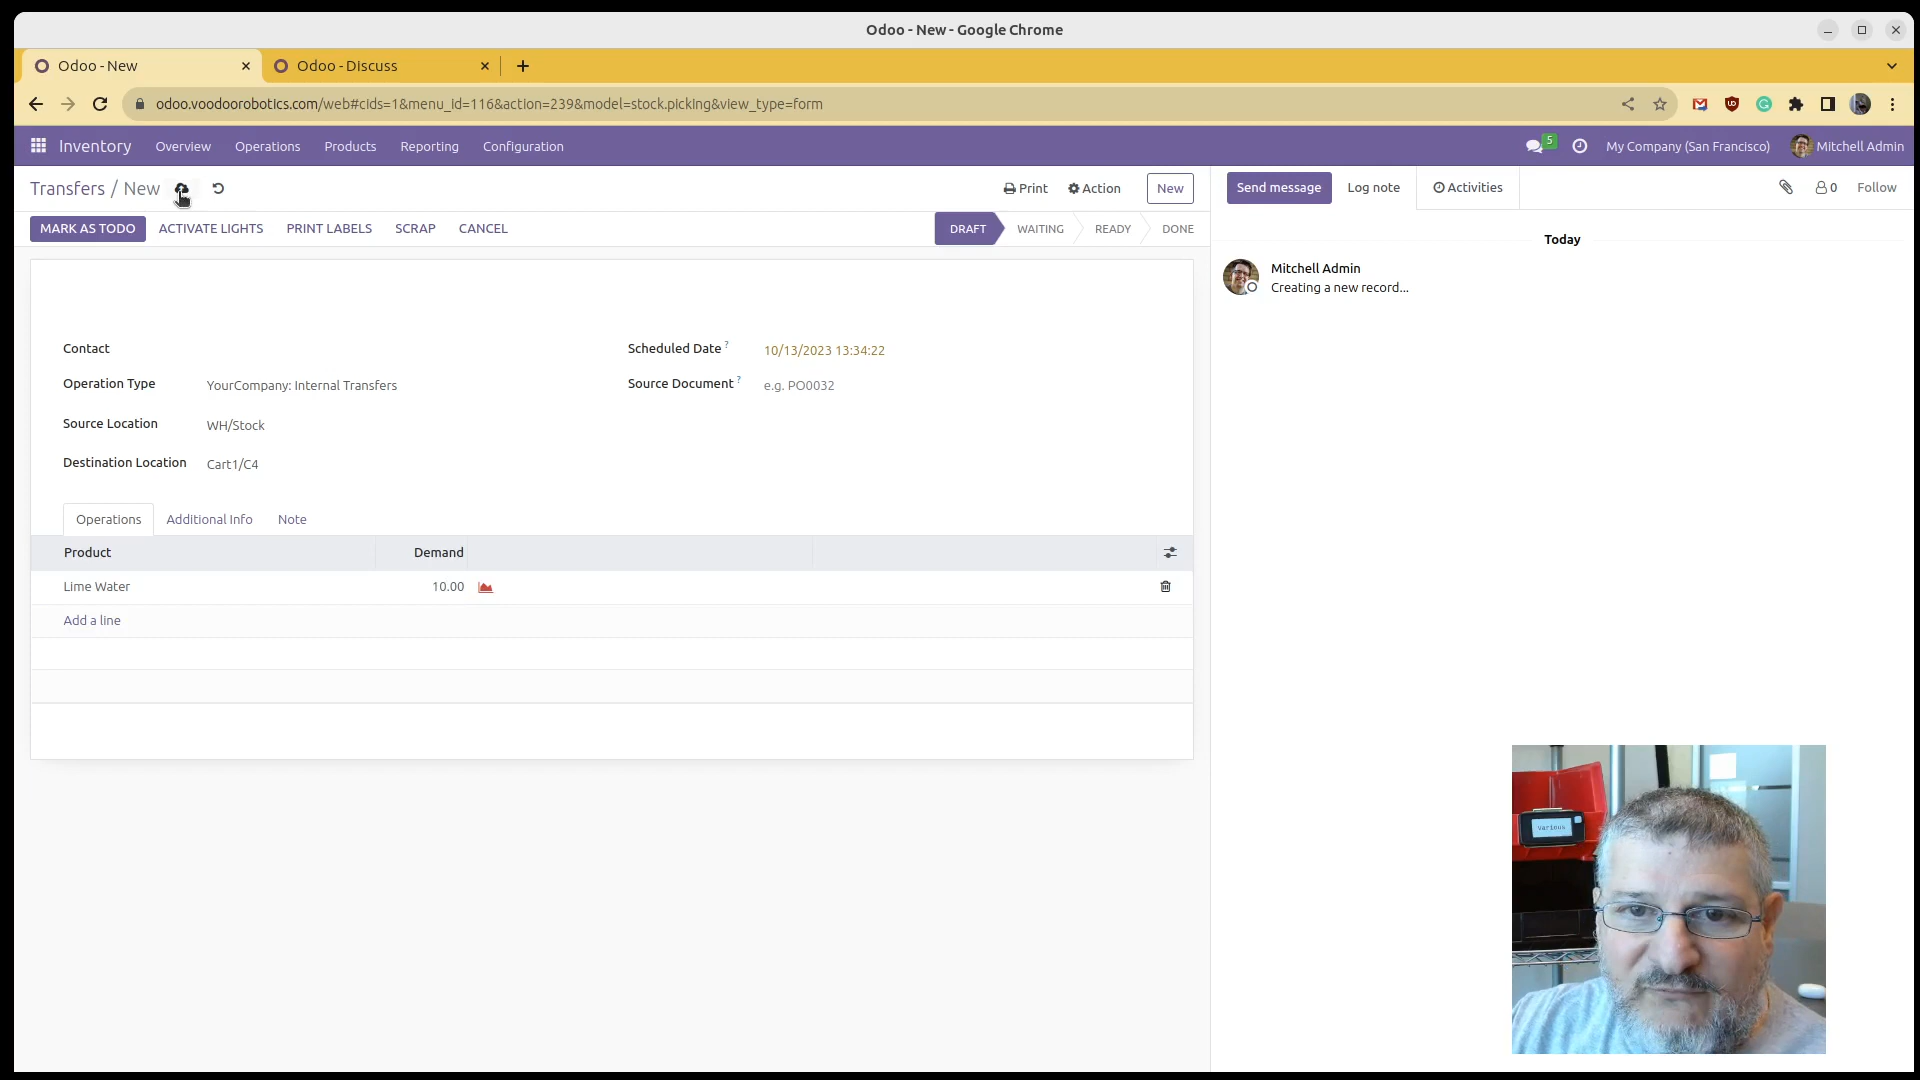 Odoo - New - Google Chrome
Odoo - New
Odoo - Discuss
odoo.voodoorobotics.com/web#cids=1&menu_id=116&action=239&model=stock.picking&view_type=form
Inventory Overview Operations Products Reporting Configuration 5 My Company (San Francisco) Mitchell Admin
Transfers / New Print Action New
Send message Log note Activities 0 Follow
MARK AS TODO ACTIVATE LIGHTS PRINT LABELS SCRAP CANCEL DRAFT WAITING READY DONE
Today
Mitchell Admin
Creating a new record...
Contact
Scheduled Date ? 10/13/2023 13:34:22
Operation Type YourCompany: Internal Transfers
Source Document ? e.g. PO0032
Source Location WH/Stock
Destination Location Cart1/C4
Operations Additional Info Note
Product Demand
Lime Water 10.00
Add a line
Various